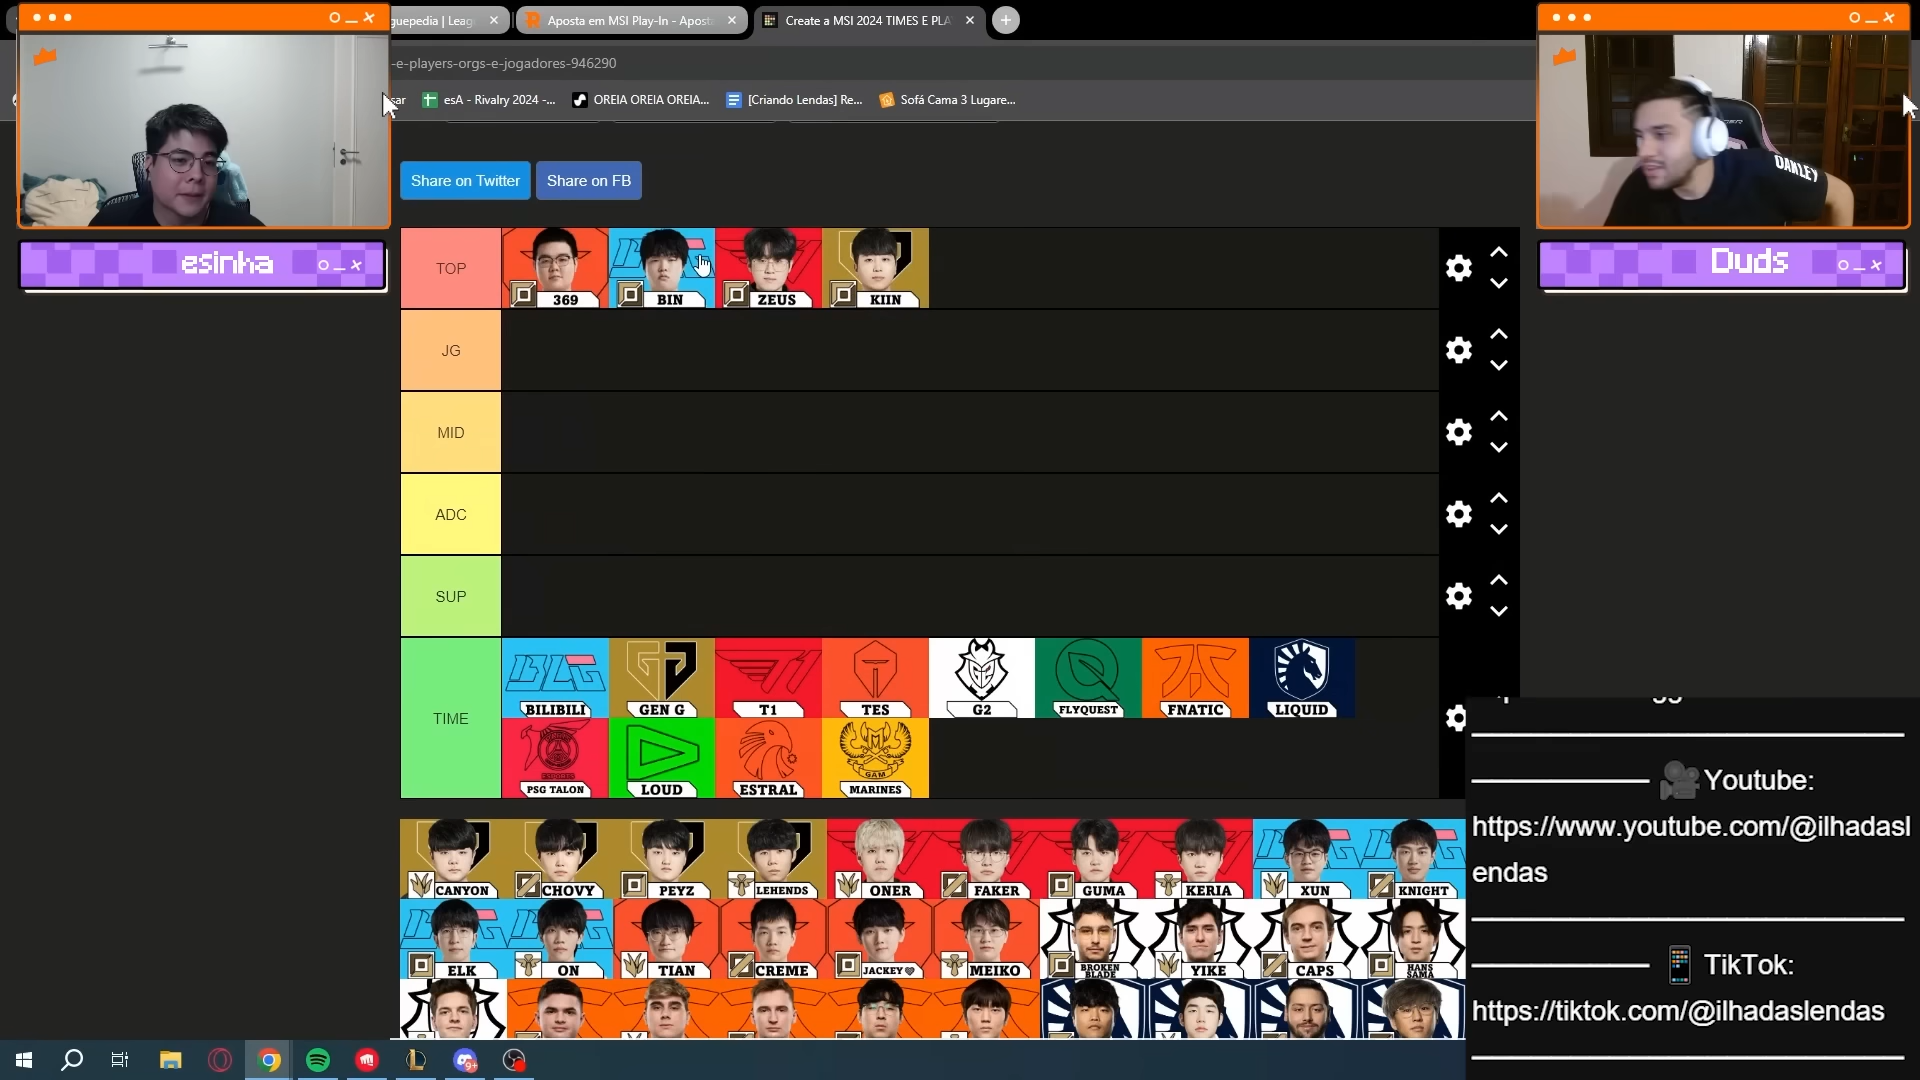 guepedia | Leag
Aposta em MSI Play-In - Aposta
Create a MSI 2024 TIMES E PLA
-e-players-orgs-e-jogadores-946290
sar
esA - Rivalry 2024 -...
OREIA OREIA OREIA...
[Criando Lendas] Re...
Sofá Cama 3 Lugare...
OAKLEY
esinha
Duds
Share on Twitter
Share on FB
TOP
369
BIN
ZEUS
KIIN
JG
MID
ADC
SUP
TIME
BILIBILI
GEN G
T1
TES
G2
FLYQUEST
FNATIC
LIQUID
PSG TALON
LOUD
ESTRAL
MARINES
CANYON
CHOVY
PEYZ
LEHENDS
ONER
FAKER
GUMA
KERIA
XUN
KNIGHT
ELK
ON
TIAN
CREME
JACKEY
MEIKO
BROKEN BLADE
YIKE
CAPS
HANS SAMA
Youtube:
https://www.youtube.com/@ilhadasl
endas
TikTok:
https://tiktok.com/@ilhadaslendas